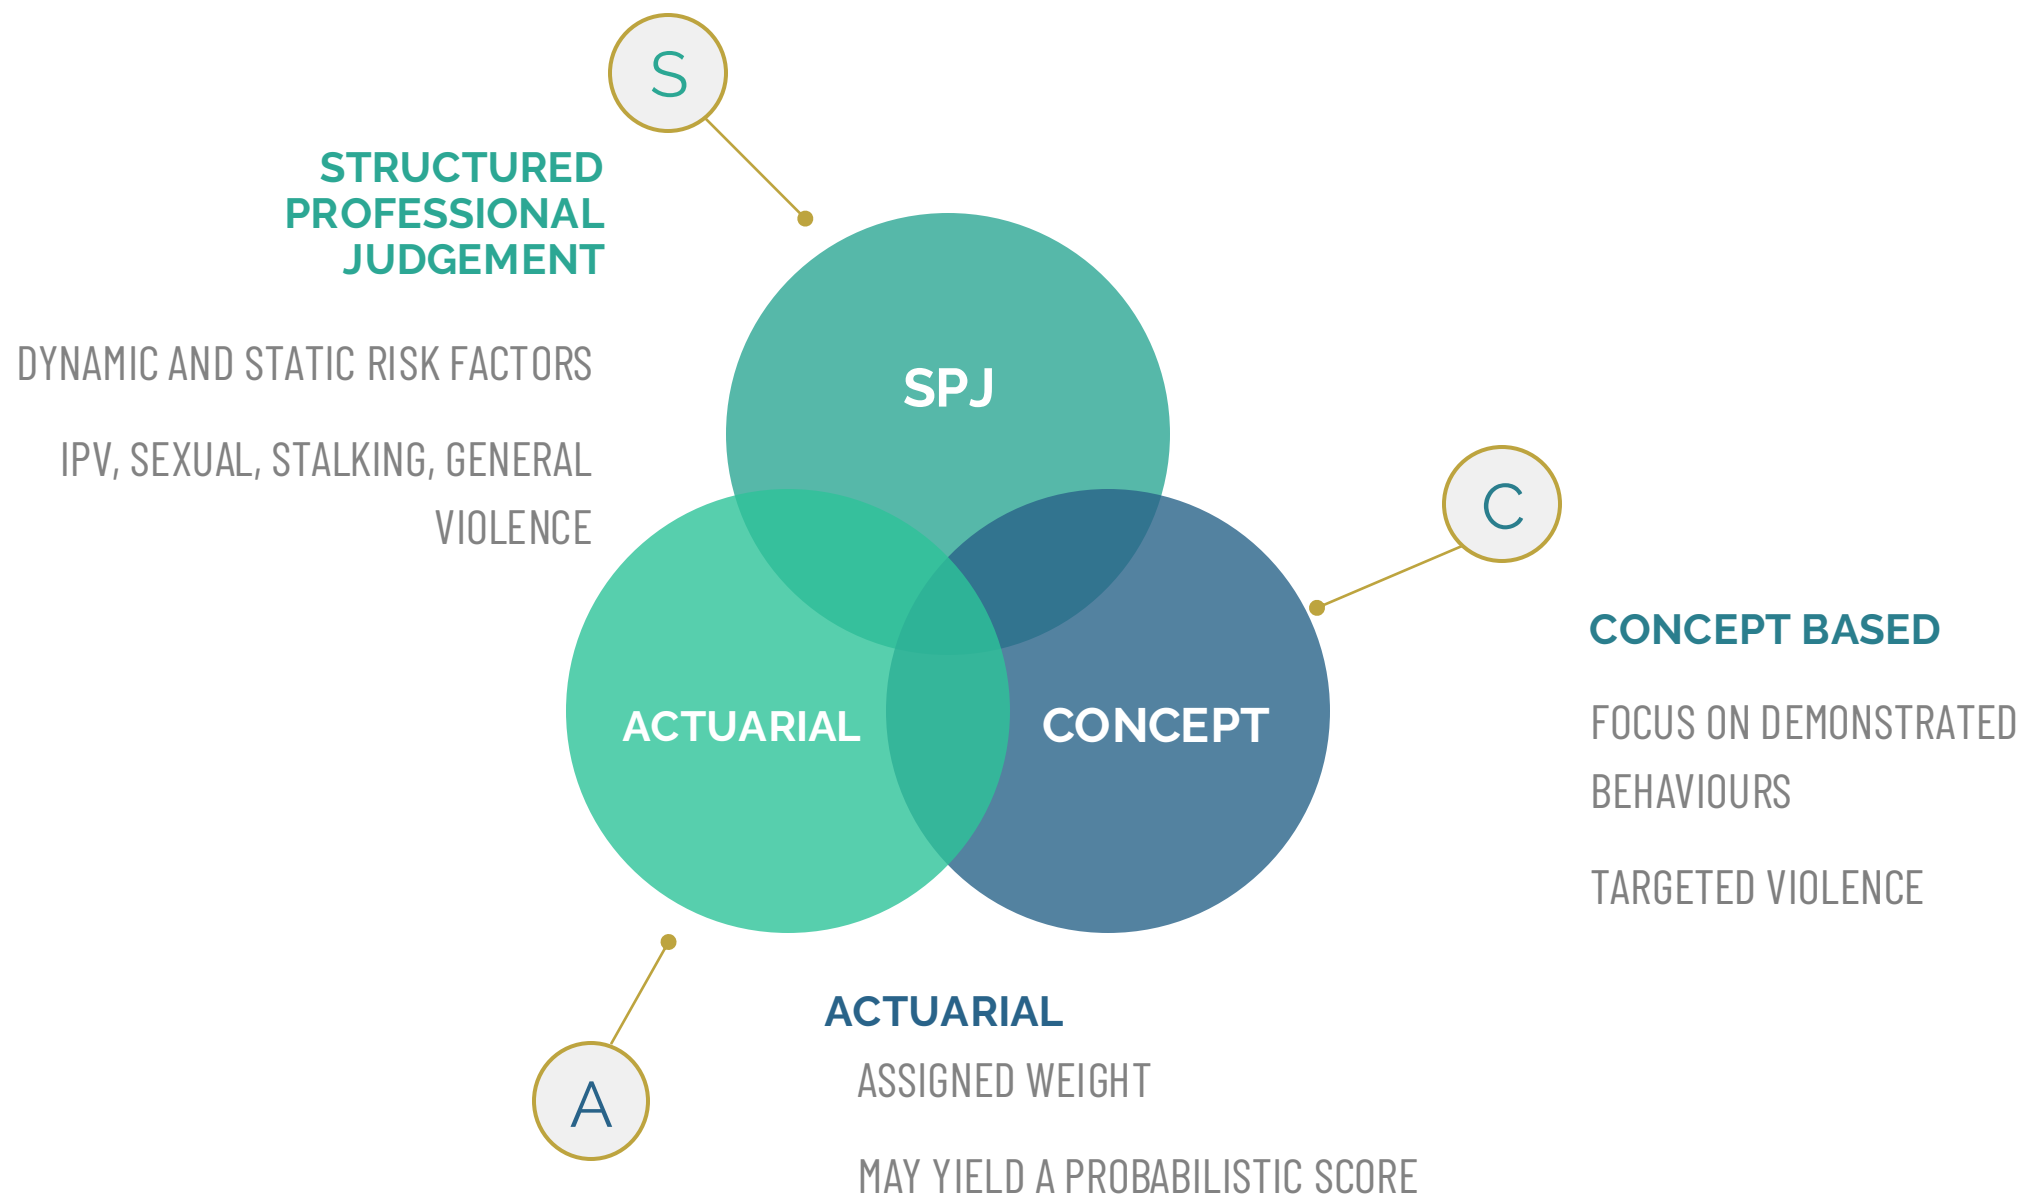 S
STRUCTURED
PROFESSIONAL
JUDGEMENT
DYNAMIC AND STATIC RISK FACTORS
IPV, SEXUAL, STALKING, GENERAL
VIOLENCE
SPJ
ACTUARIAL
CONCEPT
C
CONCEPT BASED
FOCUS ON DEMONSTRATED
BEHAVIOURS
TARGETED VIOLENCE
A
ACTUARIAL
ASSIGNED WEIGHT
MAY YIELD A PROBABILISTIC SCORE